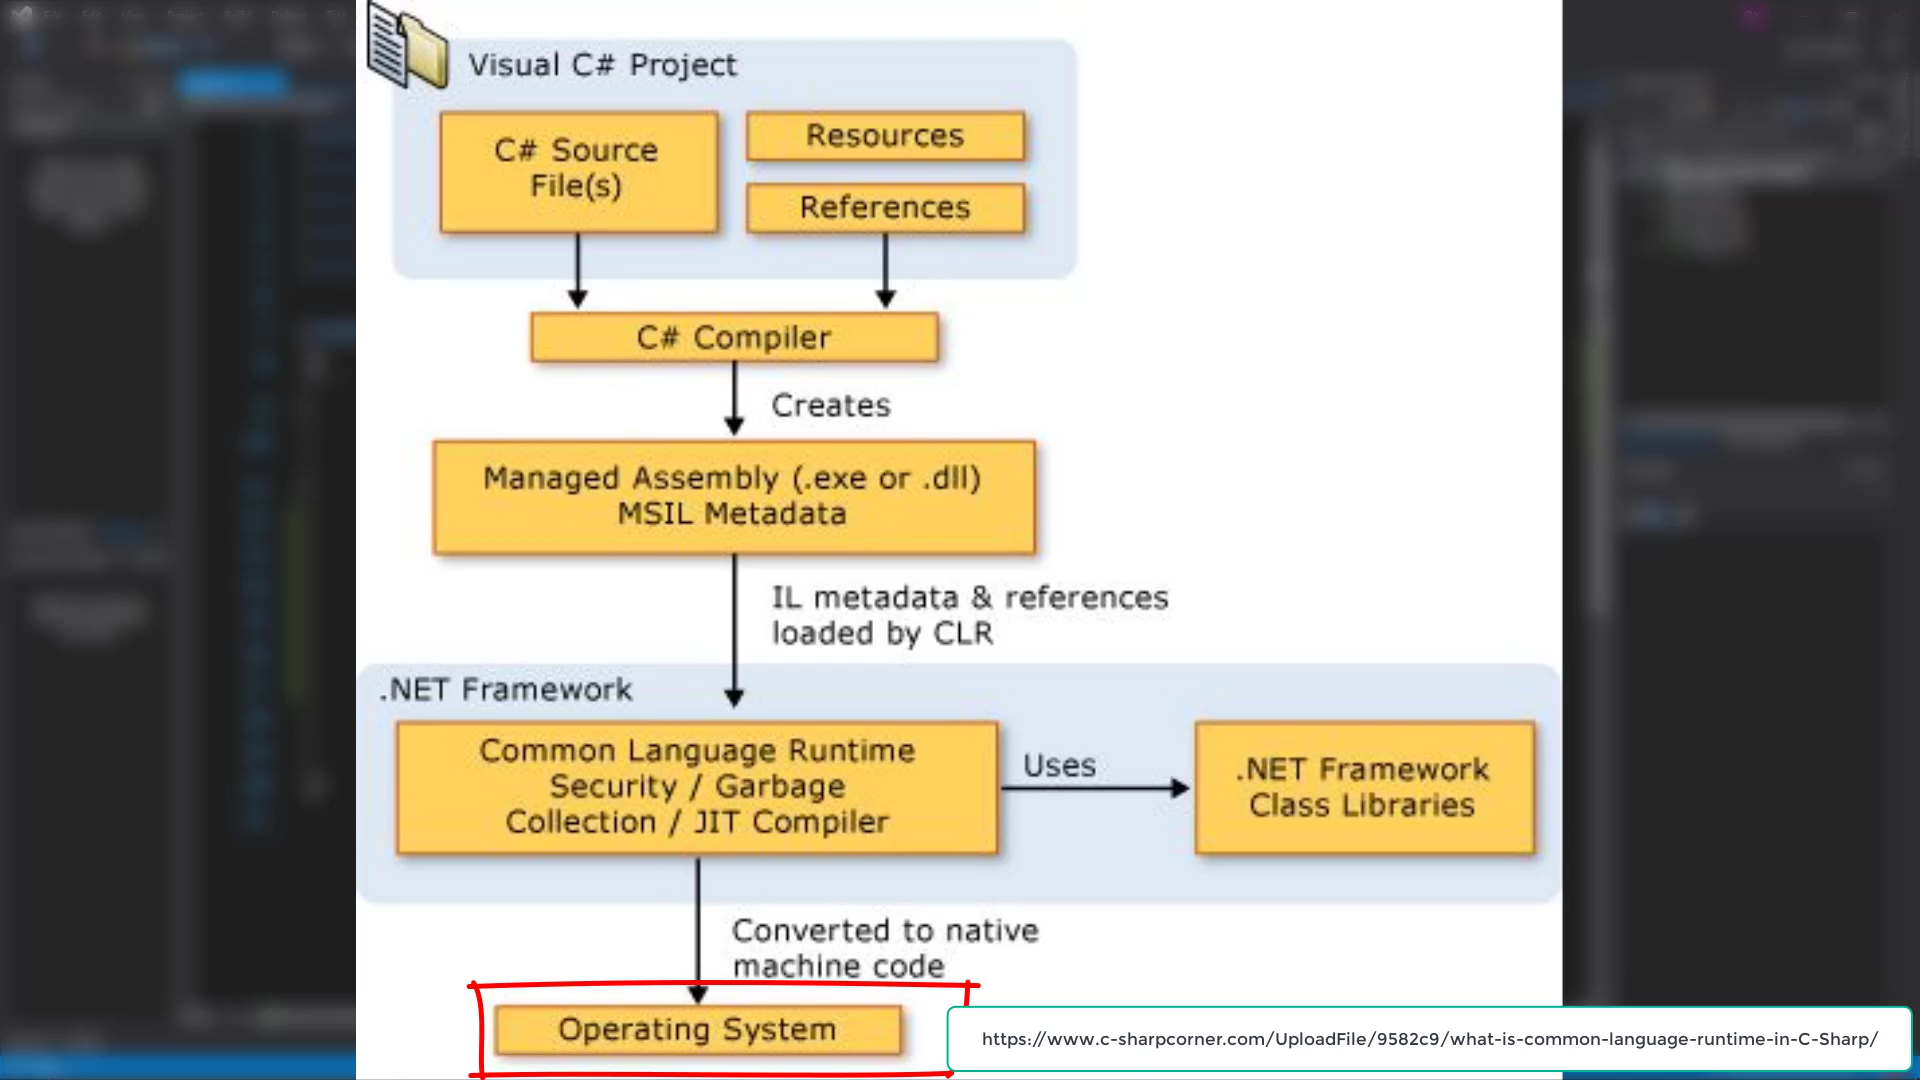 Visual C# Project
C# Source
File(s)
Resources
References
C# Compiler
Creates
Managed Assembly (.exe or .dll)
MSIL Metadata
IL metadata & references
loaded by CLR
.NET Framework
Common Language Runtime
Security / Garbage
Collection / JIT Compiler
Uses
.NET Framework
Class Libraries
Converted to native
machine code
Operating System
https://www.c-sharpcorner.com/UploadFile/9582c9/what-is-common-language-runtime-in-C-Sharp/